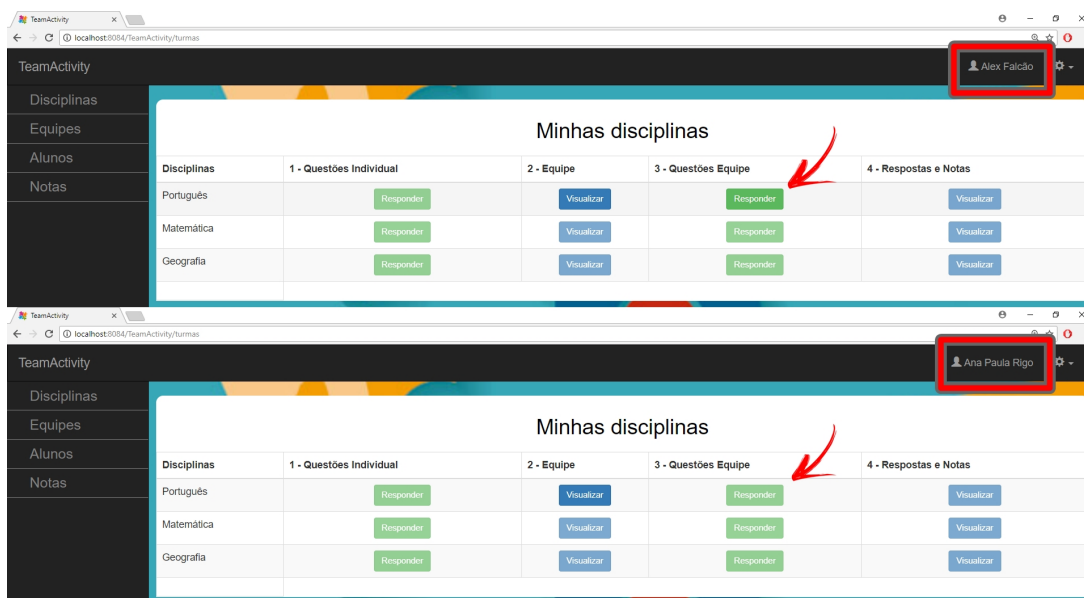 TeamActivity
localhost:8084/TeamActivity/turmas
TeamActivity Alex Falcão
Disciplinas
Equipes
Alunos
Notas
Minhas disciplinas
Disciplinas 1 - Questões Individual 2 - Equipe 3 - Questões Equipe 4 - Respostas e Notas
Português Responder Visualizar Responder Visualizar
Matemática Responder Visualizar Responder Visualizar
Geografia Responder Visualizar Responder Visualizar
TeamActivity
localhost:8084/TeamActivity/turmas
TeamActivity Ana Paula Rigo
Disciplinas
Equipes
Alunos
Notas
Minhas disciplinas
Disciplinas 1 - Questões Individual 2 - Equipe 3 - Questões Equipe 4 - Respostas e Notas
Português Responder Visualizar Responder Visualizar
Matemática Responder Visualizar Responder Visualizar
Geografia Responder Visualizar Responder Visualizar